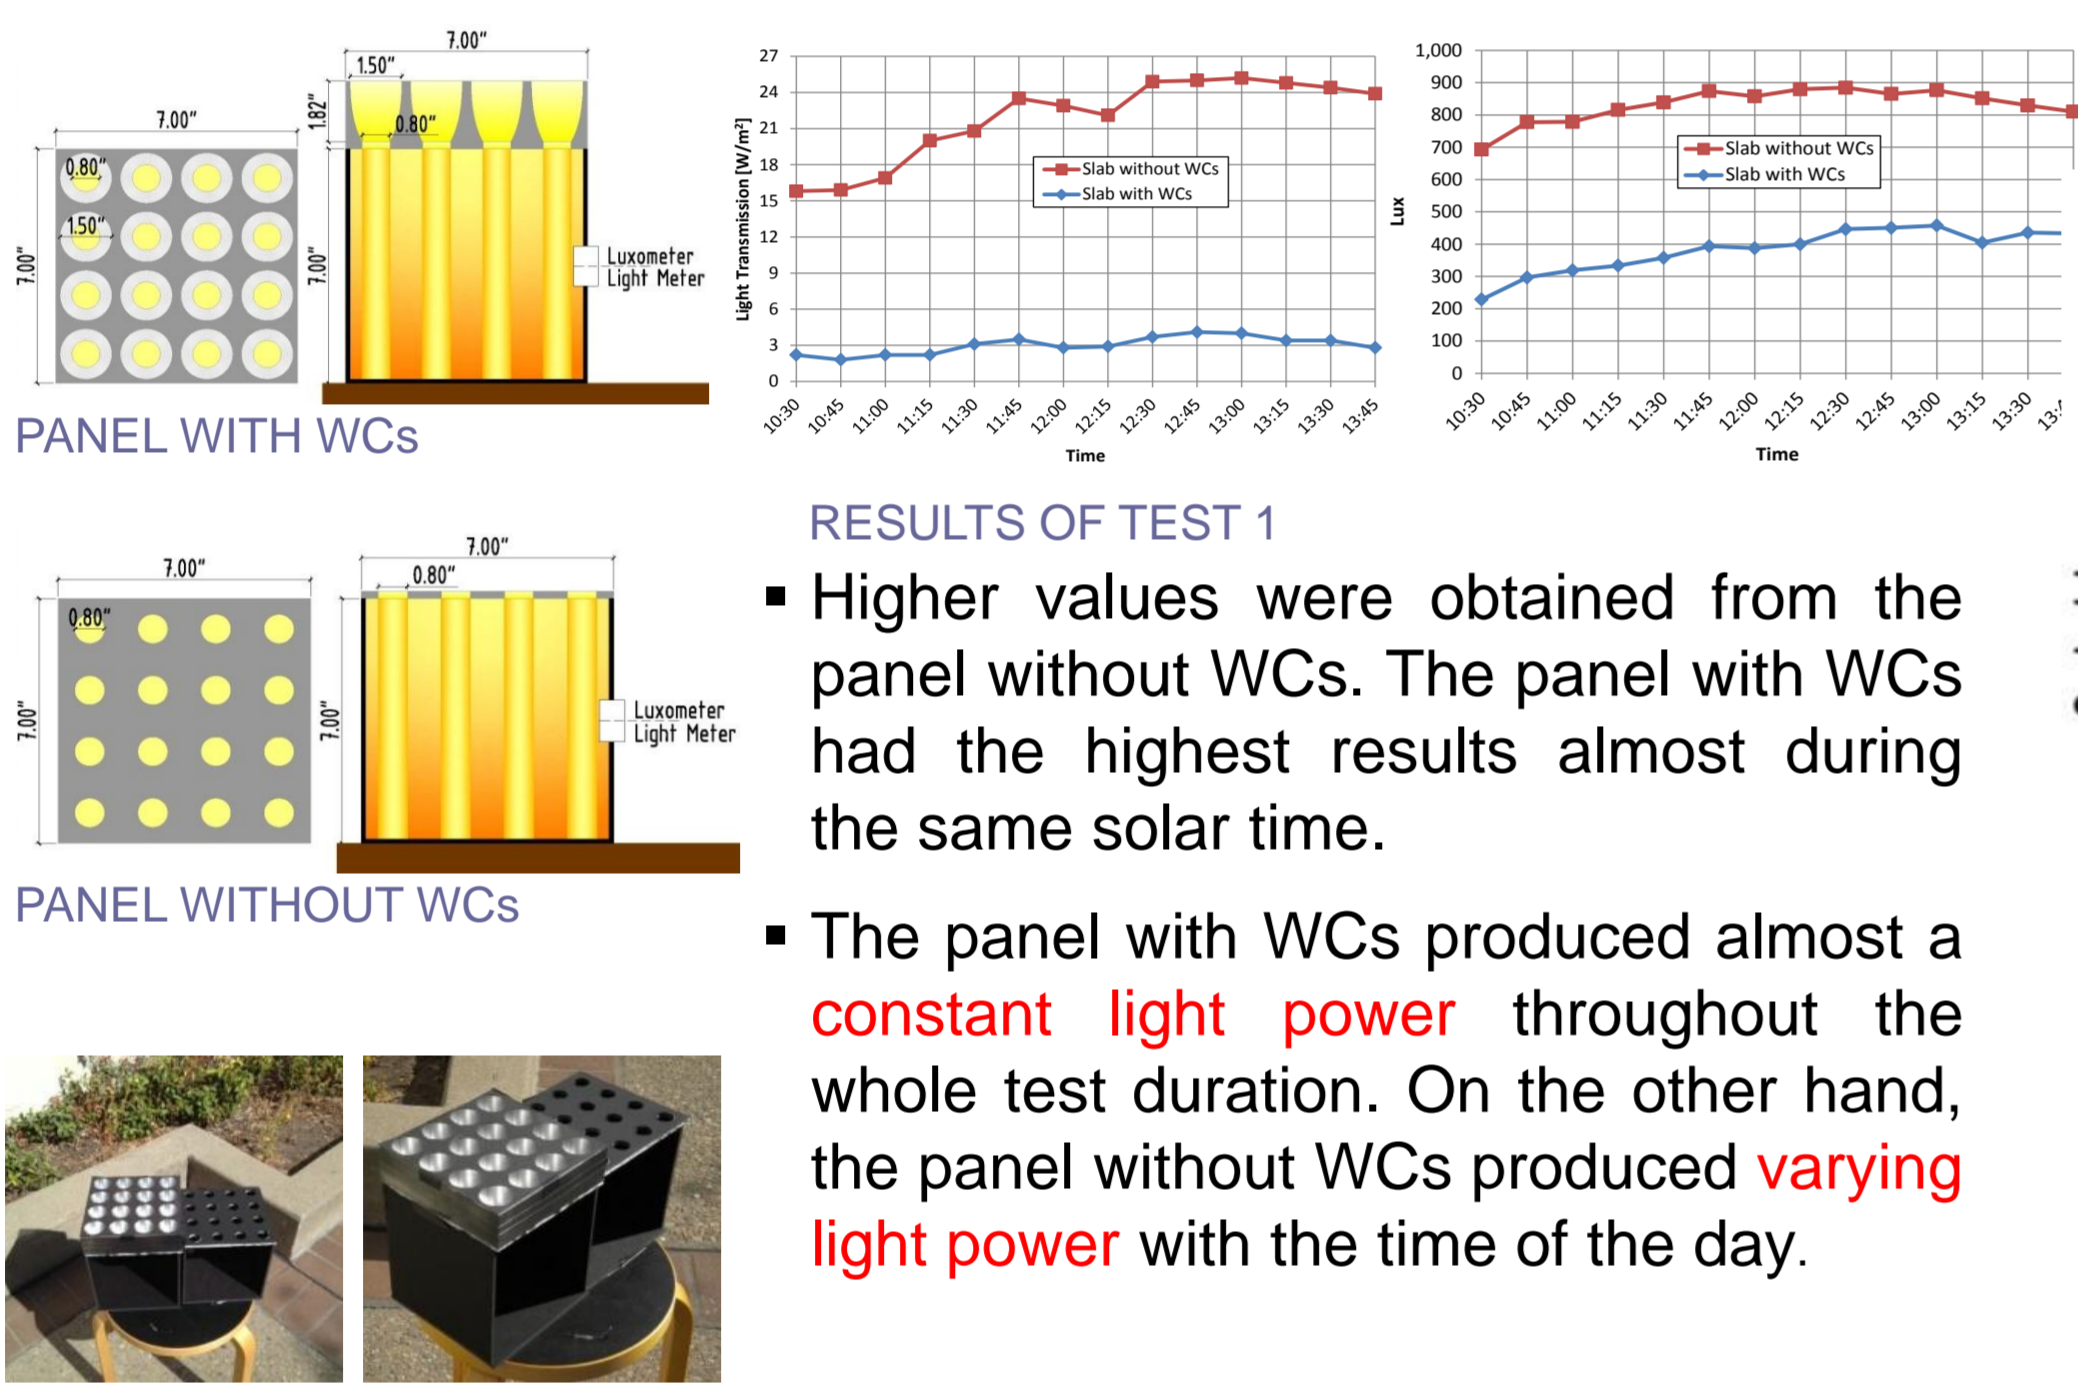 7.00"
1.50"
1.82"
0.80"
7.00"
0.80"
1.50"
7.00"
7.00"
Luxometer
Light Meter
PANEL WITH WCs
27
24
21
18
15
12
9
6
3
0
Light Transmission [W/m²]
Slab without WCs
Slab with WCs
10:30 10:45 11:00 11:15 11:30 11:45 12:00 12:15 12:30 12:45 13:00 13:15 13:30 13:45
Time
1,000
900
800
700
600
500
400
300
200
100
0
Lux
Slab without WCs
Slab with WCs
10:30 10:45 11:00 11:15 11:30 11:45 12:00 12:15 12:30 12:45 13:00 13:15 13:30
Time
7.00"
0.80"
7.00"
0.80"
7.00"
7.00"
Luxometer
Light Meter
PANEL WITHOUT WCs
RESULTS OF TEST 1
▪ Higher values were obtained from the
panel without WCs. The panel with WCs
had the highest results almost during
the same solar time.
▪ The panel with WCs produced almost a
constant light power throughout the
whole test duration. On the other hand,
the panel without WCs produced varying
light power with the time of the day.